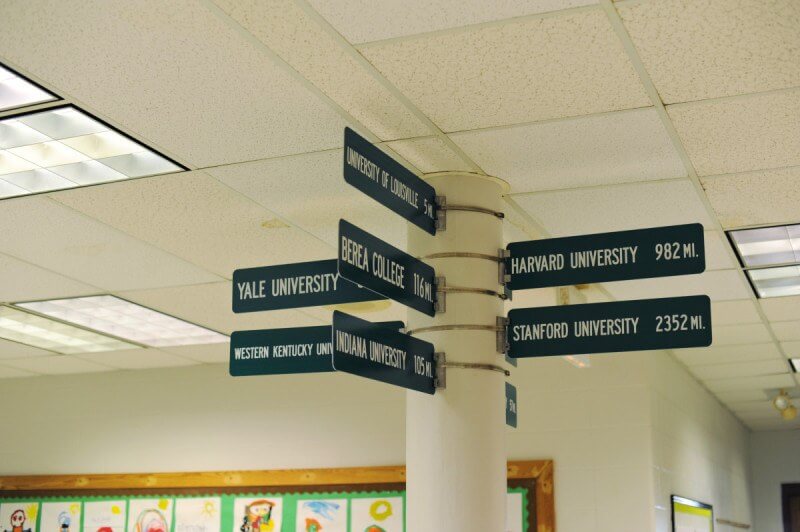 UNIVERSITY OF LOUISVILLE 5 MI.
BEREA COLLEGE 116 MI.
HARVARD UNIVERSITY 982 MI.
YALE UNIVERSITY
STANFORD UNIVERSITY 2352 MI.
WESTERN KENTUCKY UNI
INDIANA UNIVERSITY 105 MI.